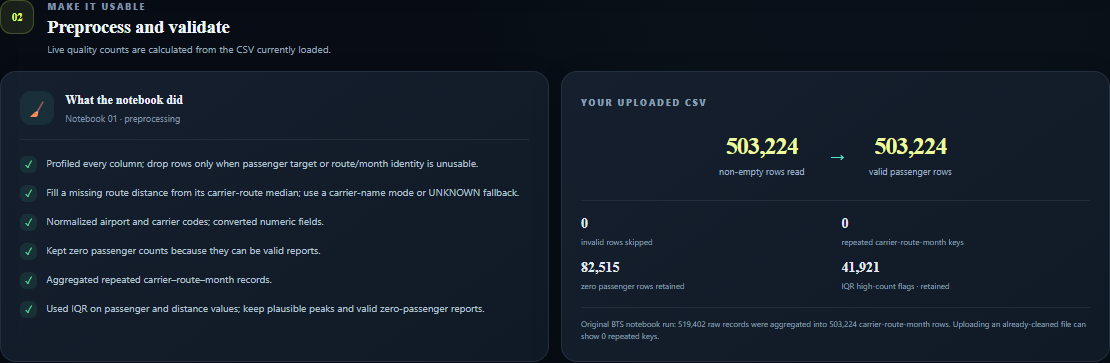 02
MAKE IT USABLE
Preprocess and validate
Live quality counts are calculated from the CSV currently loaded.
What the notebook did
Notebook 01 · preprocessing
✓ Profiled every column; drop rows only when passenger target or route/month identity is unusable.
✓ Fill a missing route distance from its carrier-route median; use a carrier-name mode or UNKNOWN fallback.
✓ Normalized airport and carrier codes; converted numeric fields.
✓ Kept zero passenger counts because they can be valid reports.
✓ Aggregated repeated carrier–route–month records.
✓ Used IQR on passenger and distance values; keep plausible peaks and valid zero-passenger reports.
YOUR UPLOADED CSV
503,224 → 503,224
non-empty rows read valid passenger rows
0 0
invalid rows skipped repeated carrier-route-month keys
82,515 41,921
zero passenger rows retained IQR high-count flags · retained
Original BTS notebook run: 519,402 raw records were aggregated into 503,224 carrier-route-month rows. Uploading an already-cleaned file can
show 0 repeated keys.